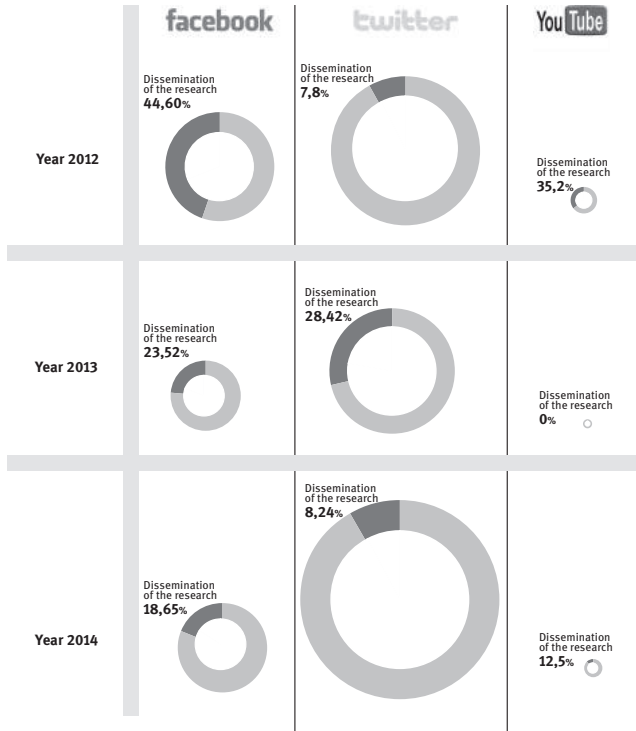 facebook
twitter
You Tube
Year 2012
Dissemination
of the research
44,60%
Dissemination
of the research
7,8%
Dissemination
of the research
35,2%
Year 2013
Dissemination
of the research
23,52%
Dissemination
of the research
28,42%
Dissemination
of the research
0%
Year 2014
Dissemination
of the research
18,65%
Dissemination
of the research
8,24%
Dissemination
of the research
12,5%